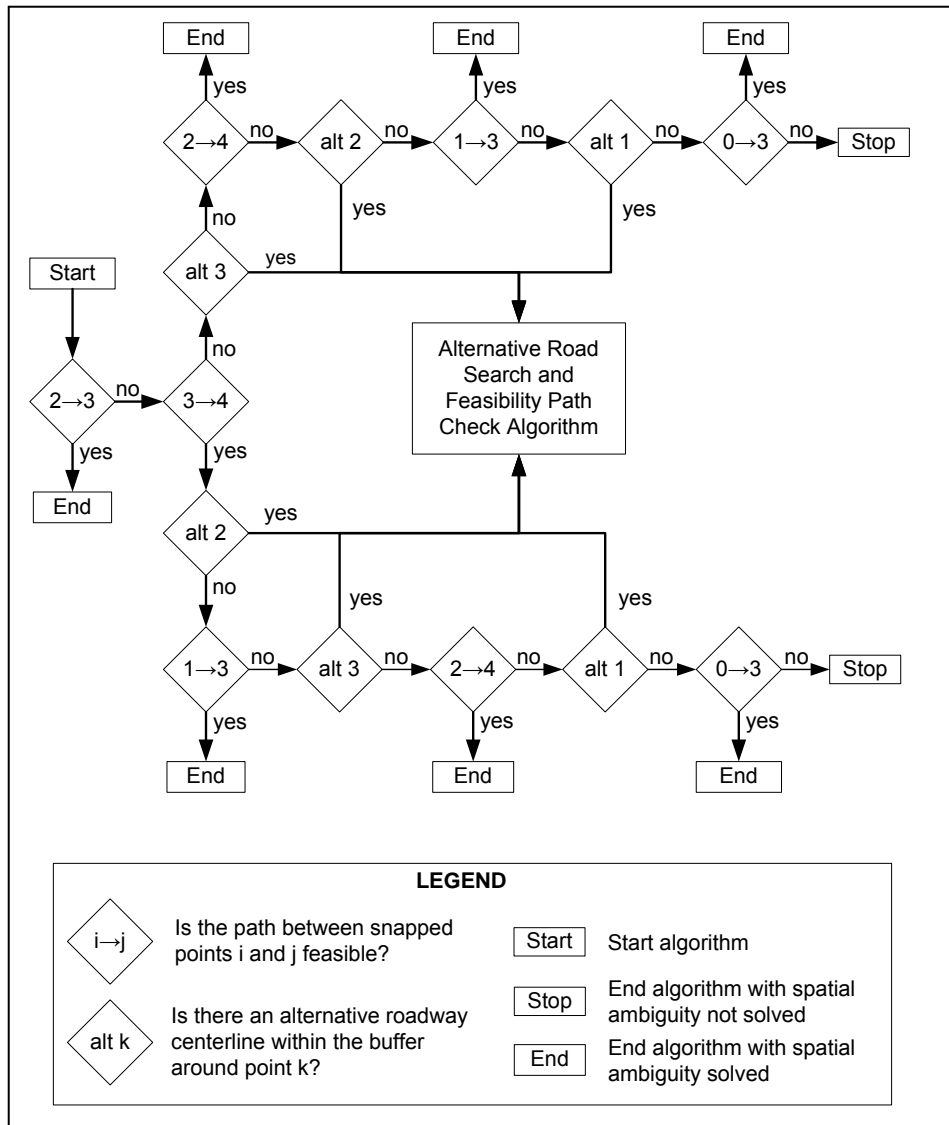 End
End
End
yes
yes
yes
2→4
no
alt 2
no
1→3
no
alt 1
no
0→3
no
Stop
yes
yes
no
Start
alt 3
yes
no
Alternative Road
Search and
Feasibility Path
Check Algorithm
2→3
no
3→4
yes
yes
End
alt 2
yes
no
yes
yes
1→3
no
alt 3
no
2→4
no
alt 1
no
0→3
no
Stop
yes
yes
yes
End
End
End
LEGEND
i→j
Is the path between snapped
points i and j feasible?
alt k
Is there an alternative roadway
centerline within the buffer
around point k?
Start
Start algorithm
Stop
End algorithm with spatial
ambiguity not solved
End
End algorithm with spatial
ambiguity solved